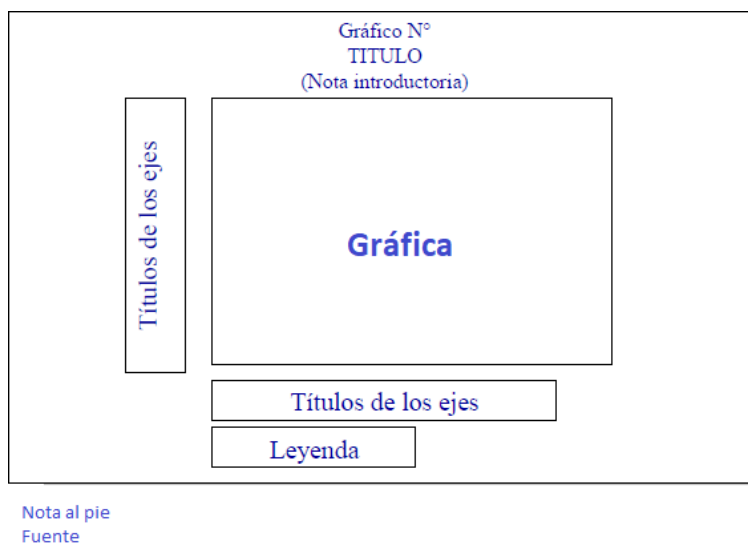 Gráfico N°
TITULO
(Nota introductoria)
Títulos de los ejes
Gráfica
Títulos de los ejes
Leyenda
Nota al pie
Fuente